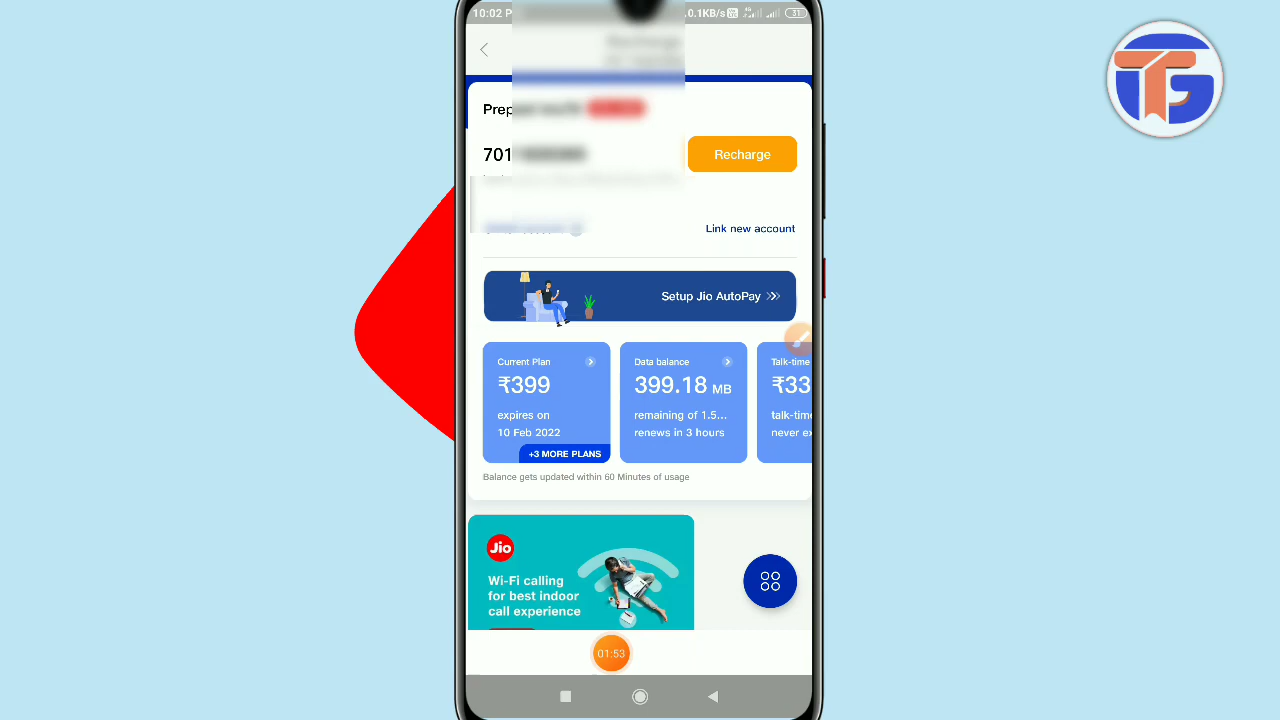 10:02 P
0.1KB/s
31
701
Recharge
Link new account
Setup Jio AutoPay
Current Plan
₹399
expires on
10 Feb 2022
+3 MORE PLANS
Data balance
399.18 MB
remaining of 1.5...
renews in 3 hours
Talk-time
₹33
talk-time
never ex
Balance gets updated within 60 Minutes of usage
Jio
Wi-Fi calling
for best indoor
call experience
01:53
TG